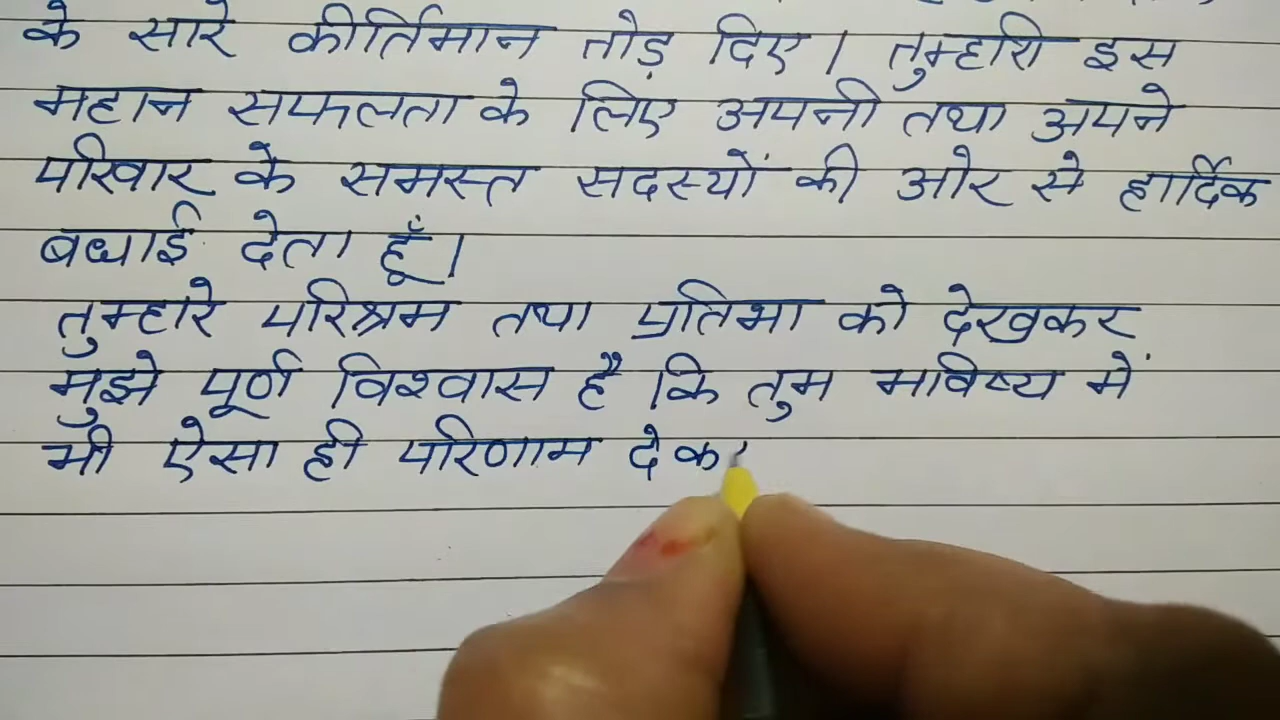 के सारे कीर्तिमान तोड़ दिए। तुम्हारी इस
महान सफलता के लिए अपनी तथा अपने
परिवार के समस्त सदस्यों की ओर से हार्दिक
बधाई देता हूँ।
तुम्हारे परिश्रम तथा प्रतिभा को देखकर
मुझे पूर्ण विश्वास है कि तुम भविष्य में
भी ऐसा ही परिणाम देक